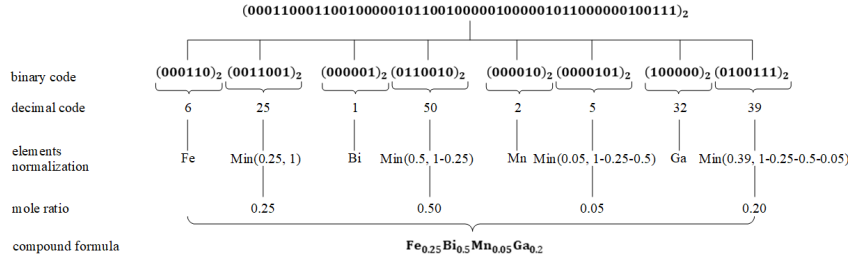 (0001100011001000001011001000001000001011000000100111)₂
binary code (000110)₂ (0011001)₂ (000001)₂ (0110010)₂ (000010)₂ (0000101)₂ (100000)₂ (0100111)₂
decimal code 6 25 1 50 2 5 32 39
elements
normalization Fe Min(0.25, 1) Bi Min(0.5, 1-0.25) Mn Min(0.05, 1-0.25-0.5) Ga Min(0.39, 1-0.25-0.5-0.05)
mole ratio 0.25 0.50 0.05 0.20
compound formula Fe₀.₂₅Bi₀.₅Mn₀.₀₅Ga₀.₂